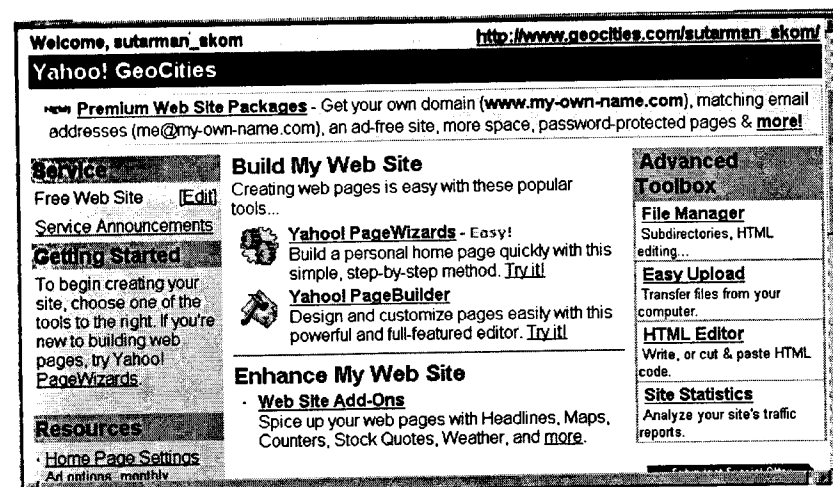 Welcome, sutarman_skom
http://www.geocities.com/sutarman_skom/
Yahoo! GeoCities
NEW! Premium Web Site Packages - Get your own domain (www.my-own-name.com), matching email
addresses (me@my-own-name.com), an ad-free site, more space, password-protected pages & more!
Service
Free Web Site [Edit]
Service Announcements
Getting Started
To begin creating your
site, choose one of the
tools to the right. If you're
new to building web
pages, try Yahoo!
PageWizards.
Resources
· Home Page Settings
Ad options, monthly
Build My Web Site
Creating web pages is easy with these popular
tools...
Yahoo! PageWizards - Easy!
Build a personal home page quickly with this
simple, step-by-step method. Try it!
Yahoo! PageBuilder
Design and customize pages easily with this
powerful and full-featured editor. Try it!
Enhance My Web Site
· Web Site Add-Ons
Spice up your web pages with Headlines, Maps,
Counters, Stock Quotes, Weather, and more.
Advanced
Toolbox
File Manager
Subdirectories, HTML
editing...
Easy Upload
Transfer files from your
computer.
HTML Editor
Write, or cut & paste HTML
code.
Site Statistics
Analyze your site's traffic
reports.